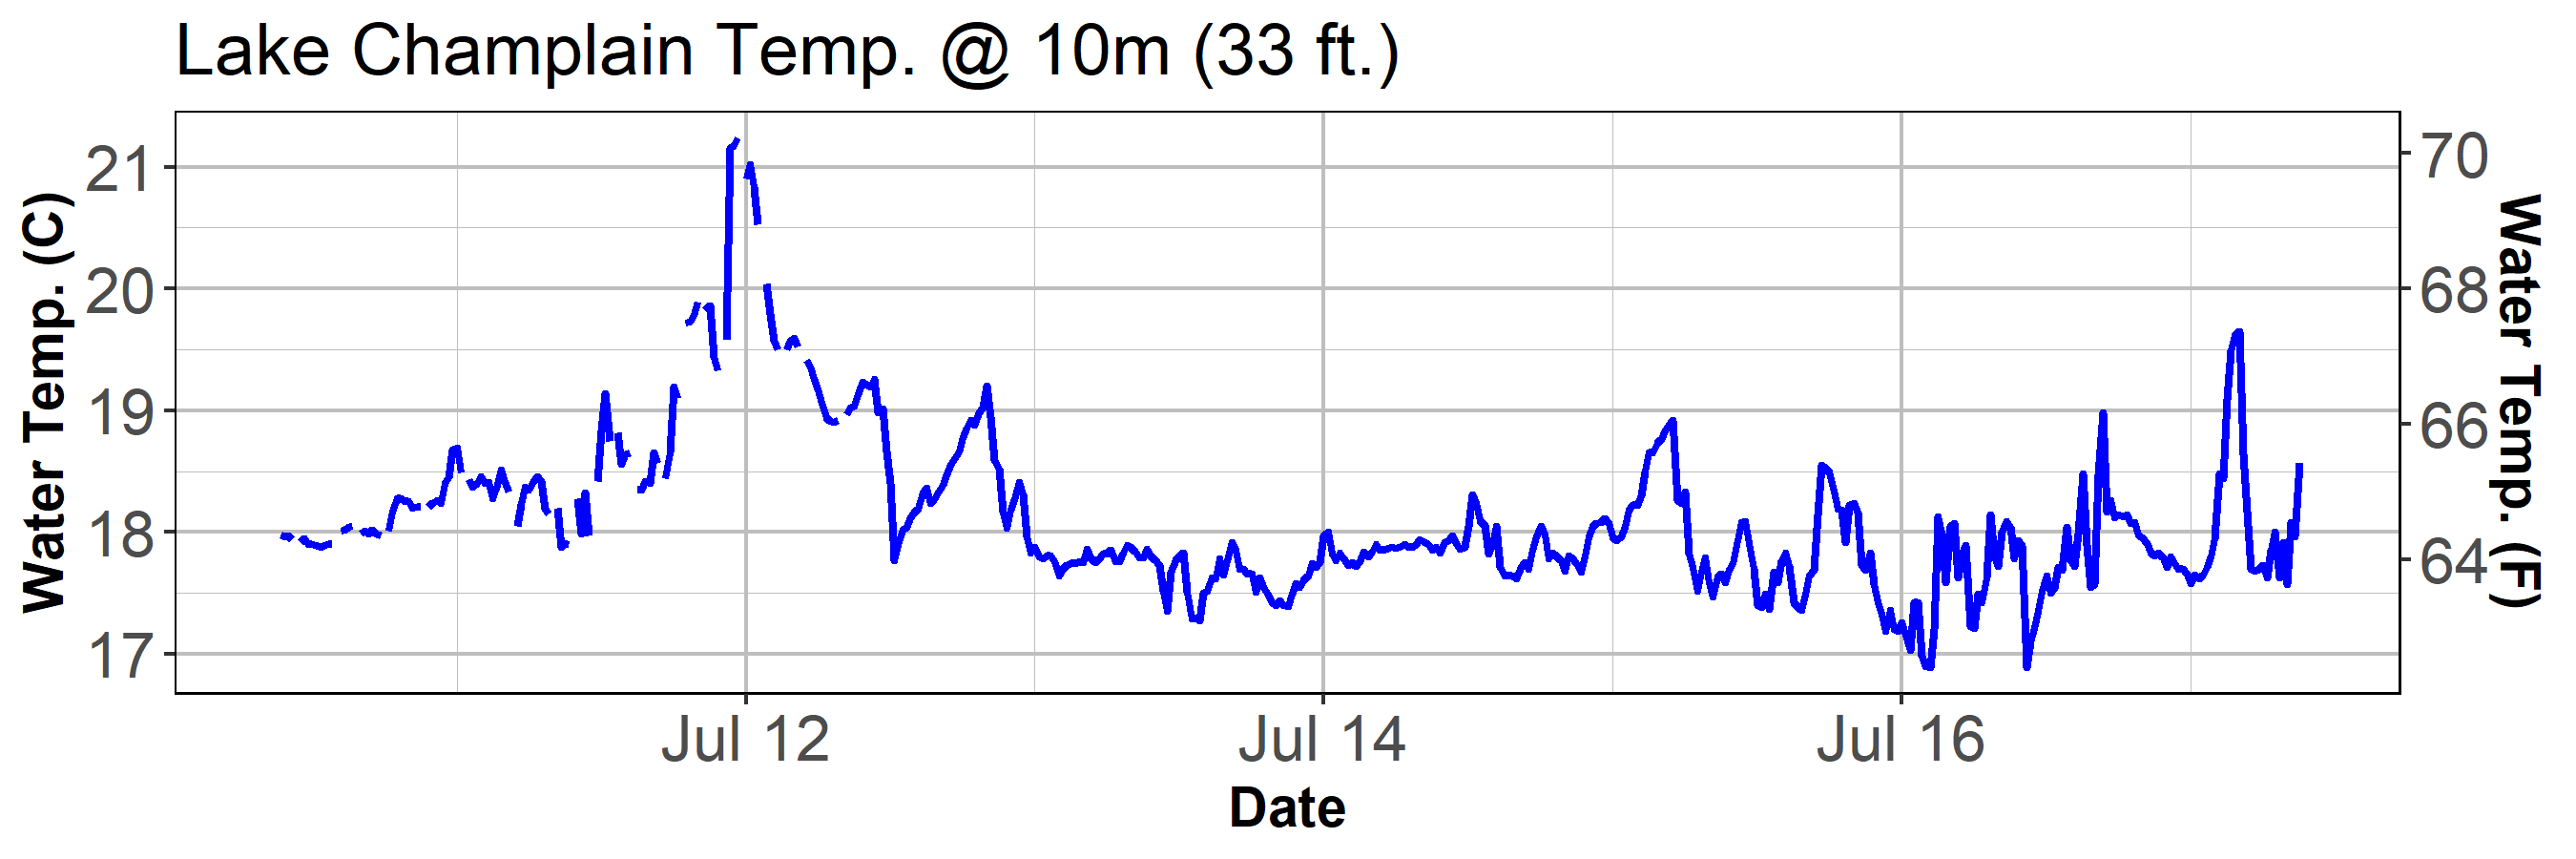 Lake Champlain Temp. @ 10m (33 ft.)
Water Temp. (C)
21
20
19
18
17
70
68
66
64
Water Temp. (F)
Jul 12
Jul 14
Jul 16
Date